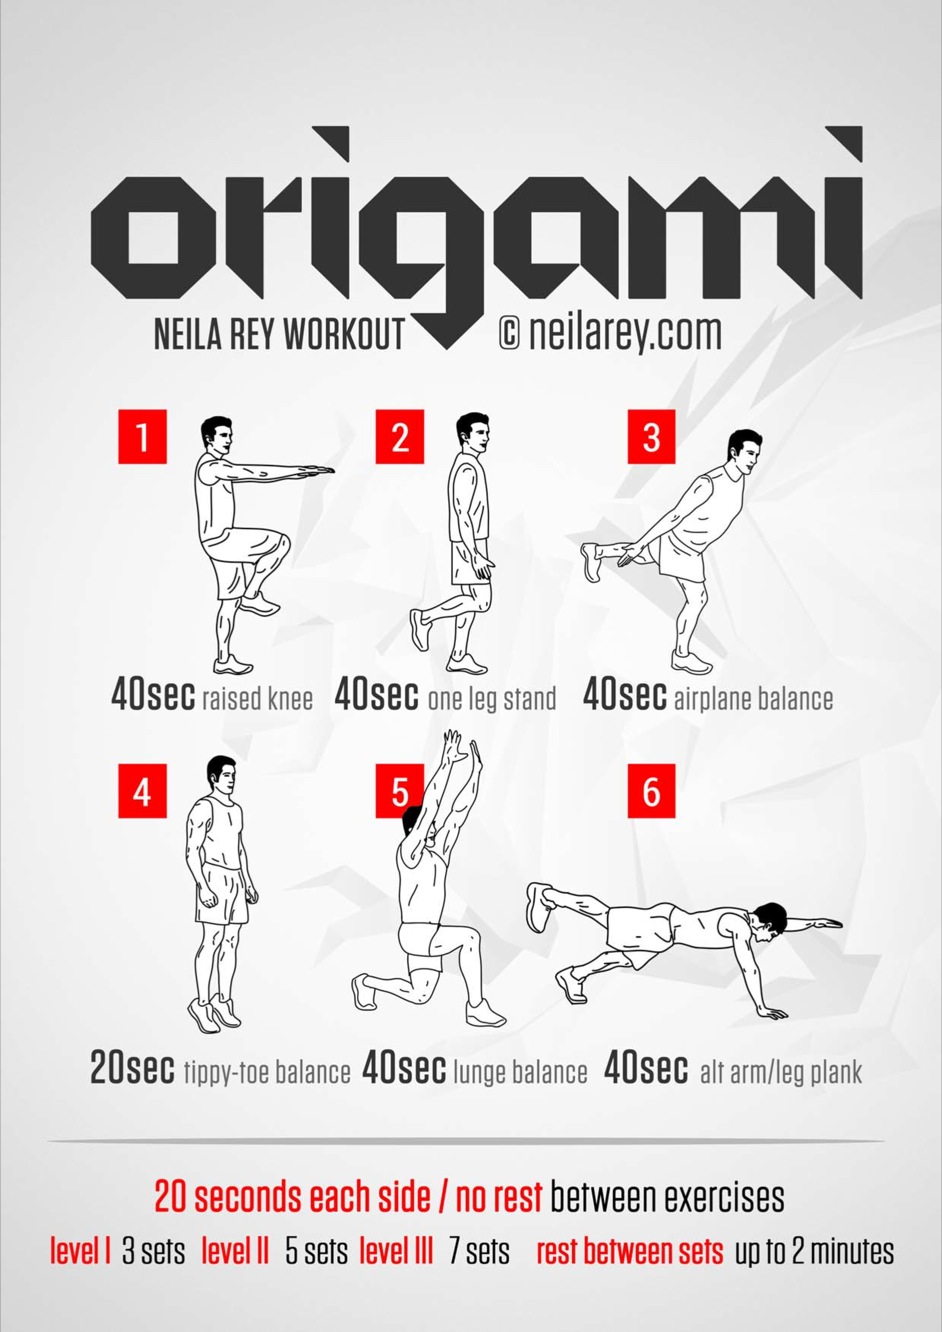 origami
NEILA REY WORKOUT © neilarey.com
1 2 3
40sec raised knee 40sec one leg stand 40sec airplane balance
4 5 6
20sec tippy-toe balance 40sec lunge balance 40sec alt arm/leg plank
20 seconds each side / no rest between exercises
level I 3 sets level II 5 sets level III 7 sets rest between sets up to 2 minutes